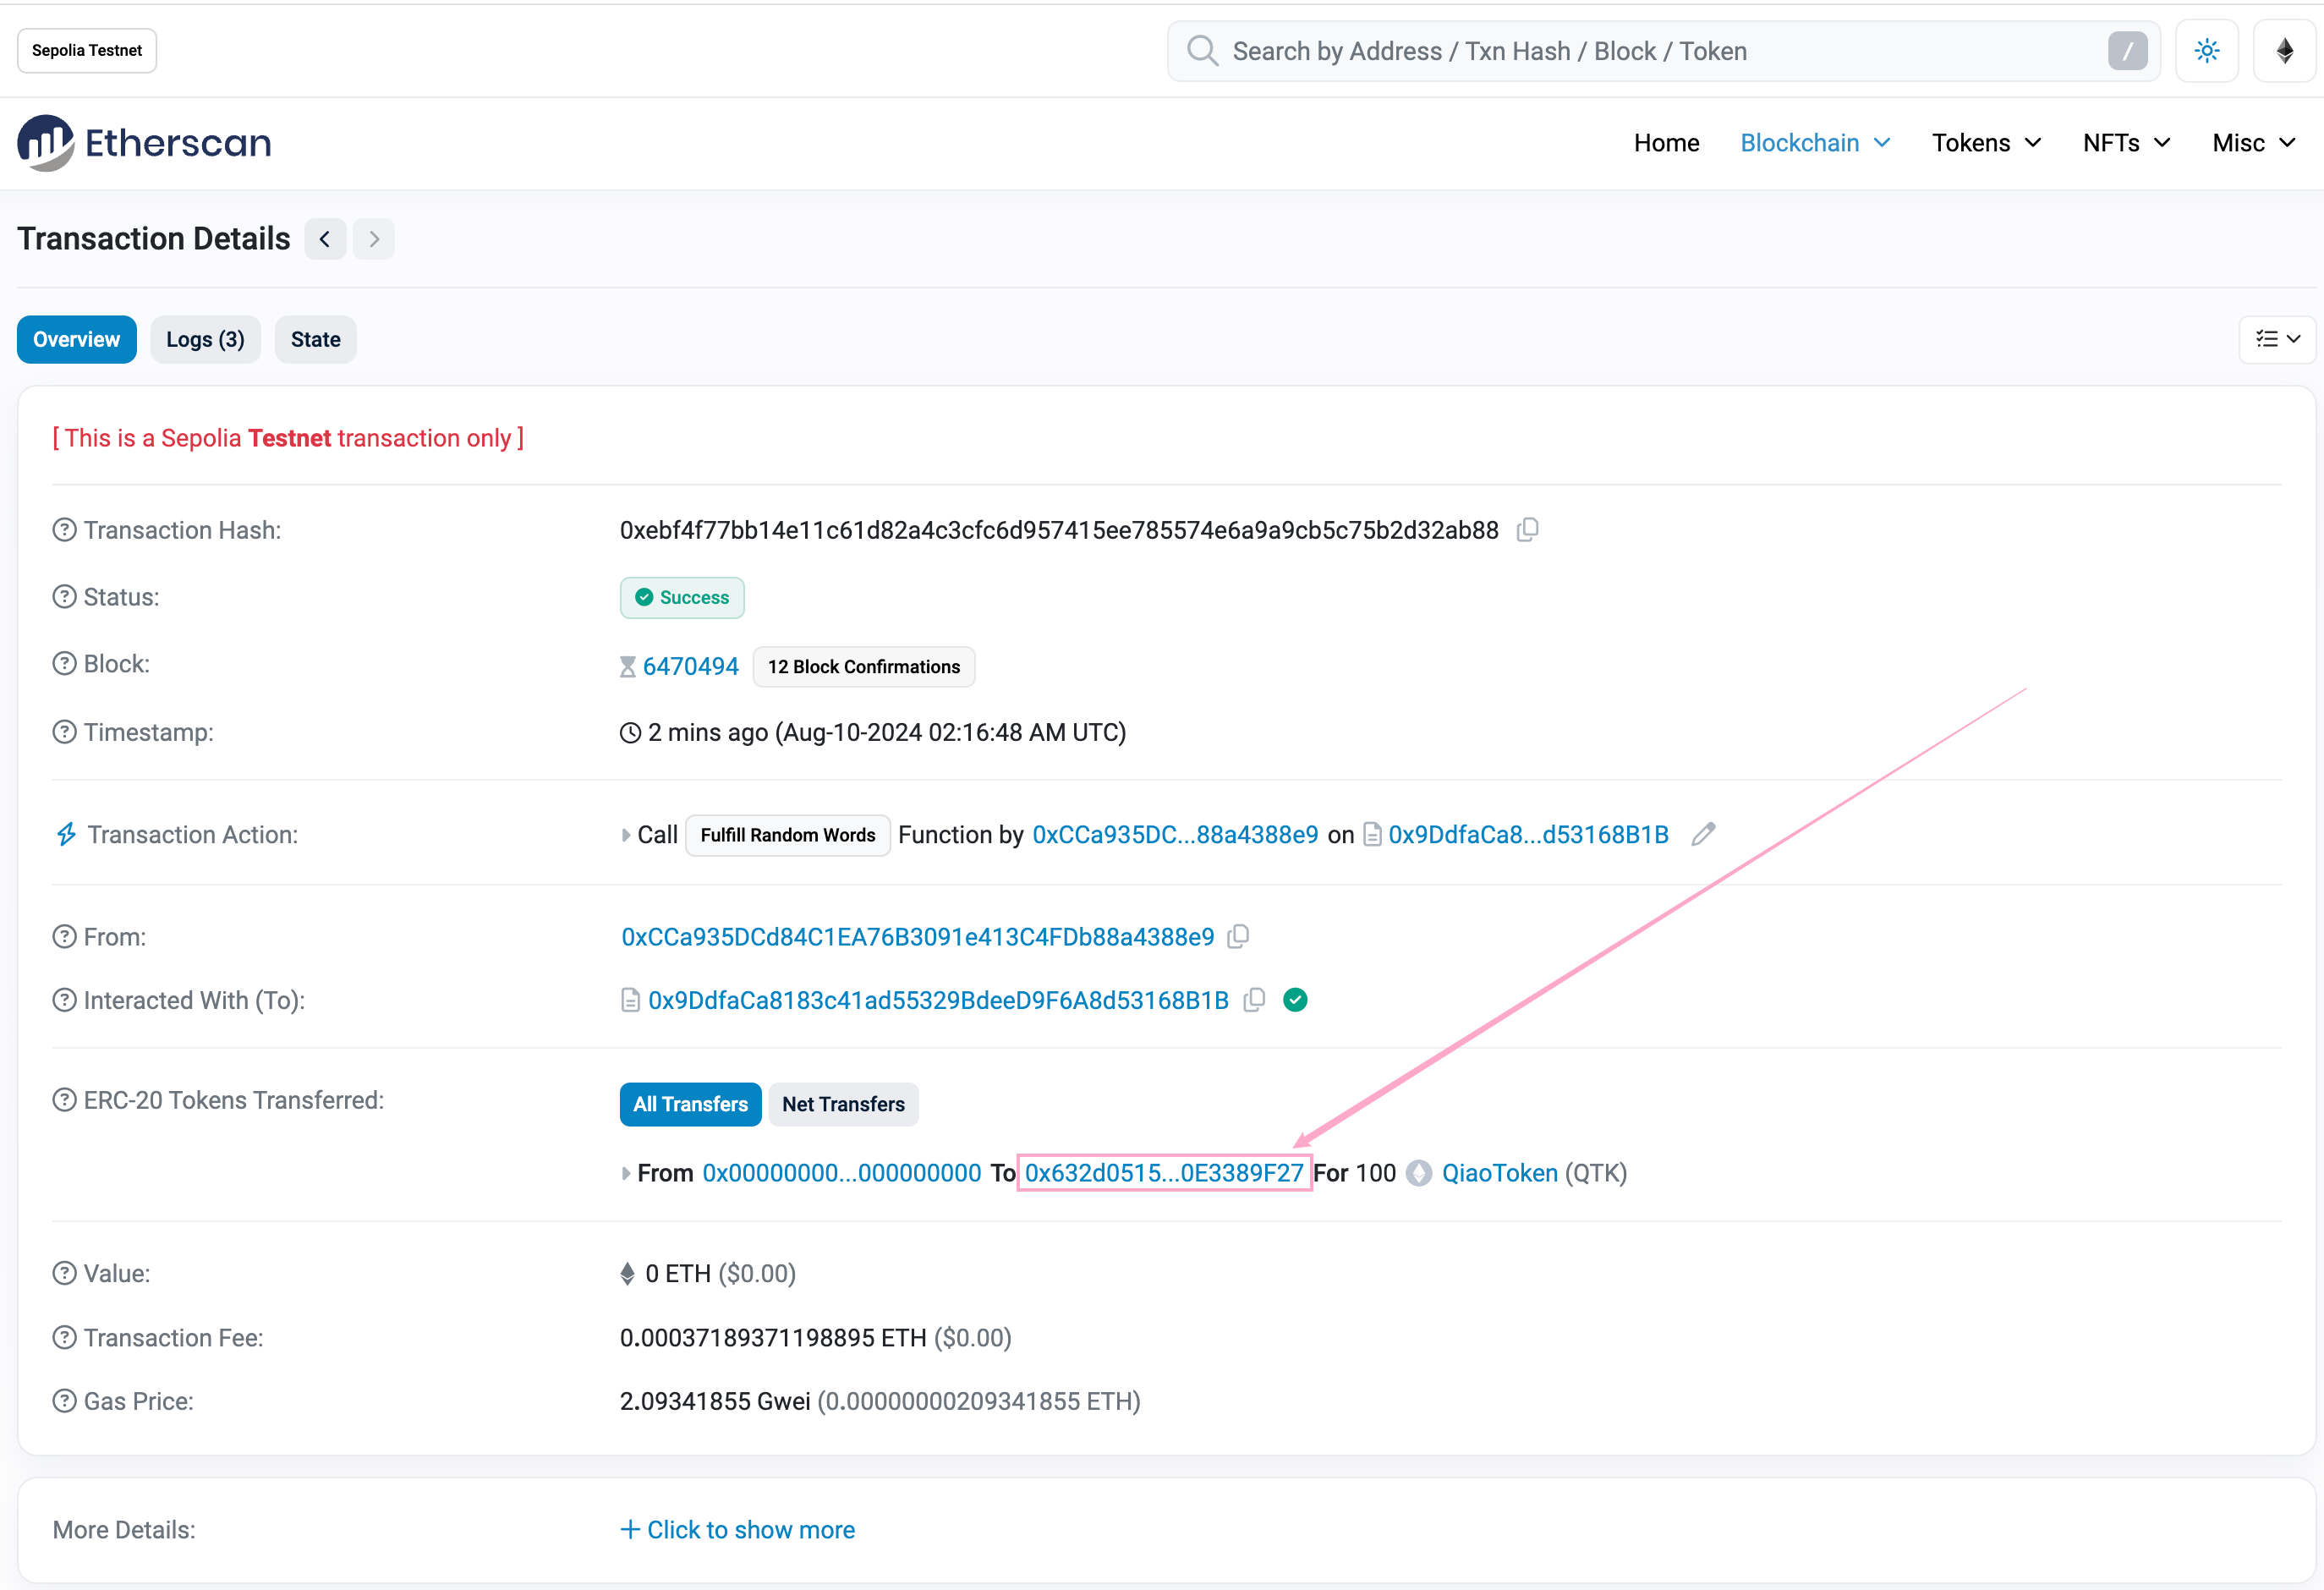 Sepolia Testnet
Search by Address / Txn Hash / Block / Token /
Etherscan
Home Blockchain Tokens NFTs Misc
Transaction Details
Overview Logs (3) State
[ This is a Sepolia Testnet transaction only ]
Transaction Hash: 0xebf4f77bb14e11c61d82a4c3cfc6d957415ee785574e6a9a9cb5c75b2d32ab88
Status: Success
Block: 6470494 12 Block Confirmations
Timestamp: 2 mins ago (Aug-10-2024 02:16:48 AM UTC)
Transaction Action: Call Fulfill Random Words Function by 0xCCa935DC...88a4388e9 on 0x9DdfaCa8...d53168B1B
From: 0xCCa935DCd84C1EA76B3091e413C4FDb88a4388e9
Interacted With (To): 0x9DdfaCa8183c41ad55329BdeeD9F6A8d53168B1B
ERC-20 Tokens Transferred: All Transfers Net Transfers
From 0x00000000...000000000 To 0x632d0515...0E3389F27 For 100 QiaoToken (QTK)
Value: 0 ETH ($0.00)
Transaction Fee: 0.00037189371198895 ETH ($0.00)
Gas Price: 2.09341855 Gwei (0.00000000209341855 ETH)
More Details: + Click to show more